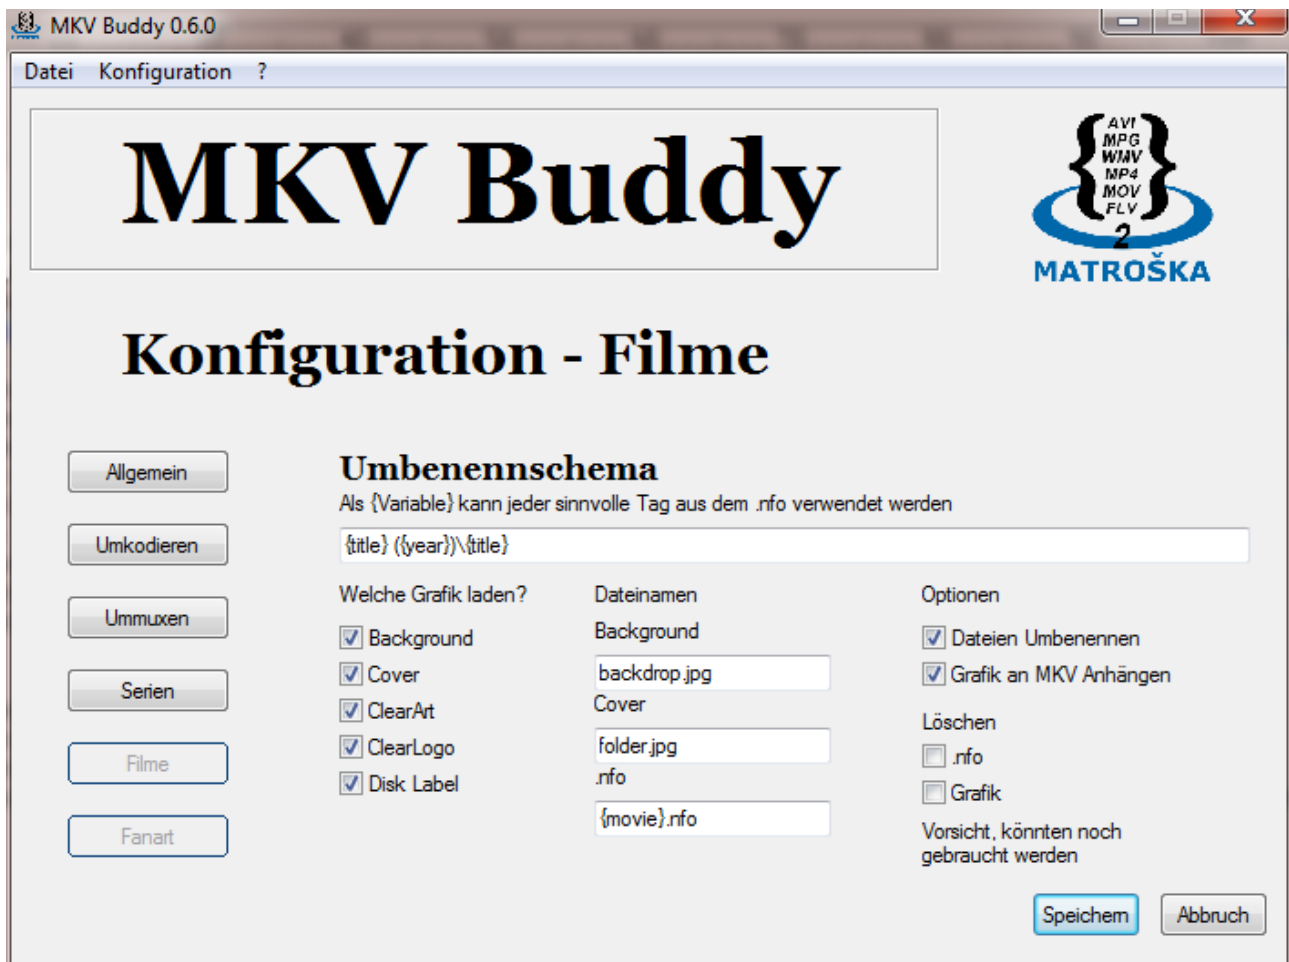 MKV Buddy 0.6.0
Datei Konfiguration ?
MKV Buddy
{AVI
MPG
WMV
MP4
MOV
FLV}
2
MATROŠKA
Konfiguration - Filme
Allgemein
Umkodieren
Ummuxen
Serien
Filme
Fanart
Umbenennschema
Als {Variable} kann jeder sinnvolle Tag aus dem .nfo verwendet werden
{title} ({year})\{title}
Welche Grafik laden?
Background
Cover
ClearArt
ClearLogo
Disk Label
Dateinamen
Background
backdrop.jpg
Cover
folder.jpg
.nfo
{movie}.nfo
Optionen
Dateien Umbenennen
Grafik an MKV Anhängen
Löschen
.nfo
Grafik
Vorsicht, könnten noch
gebraucht werden
Speichern Abbruch